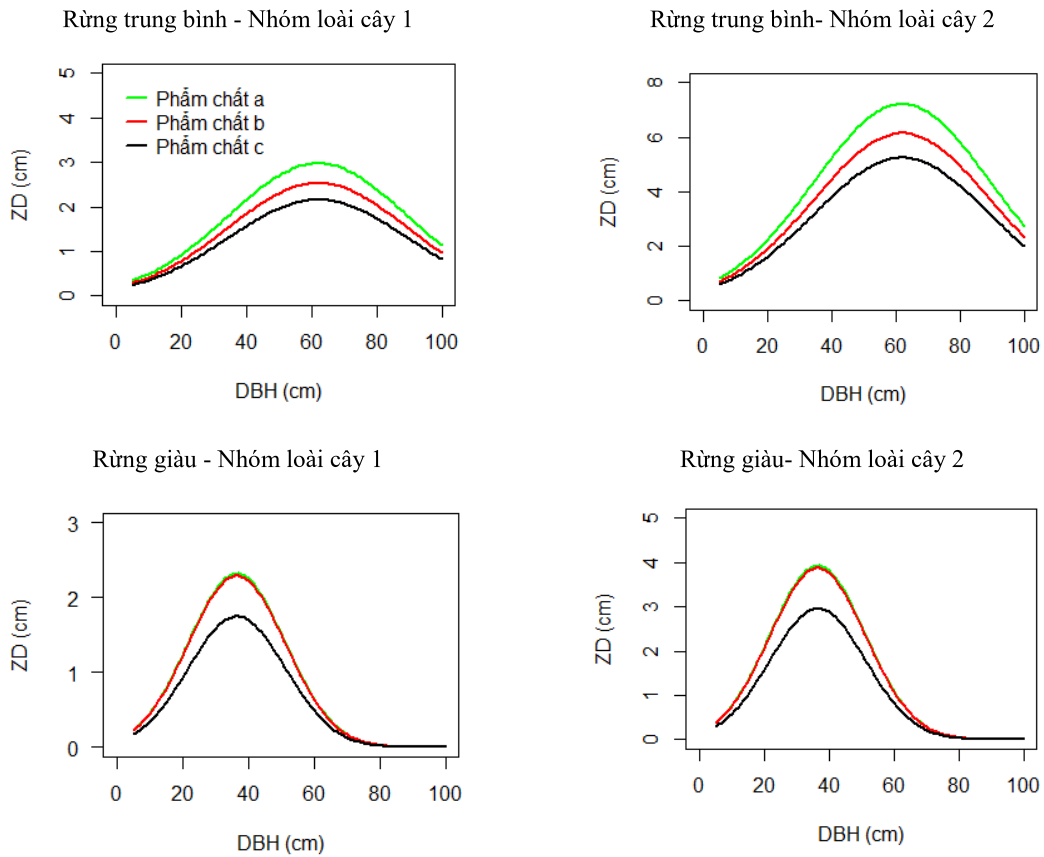 Rừng trung bình - Nhóm loài cây 1
5
4
3
2
1
0
ZD (cm)
Phẩm chất a
Phẩm chất b
Phẩm chất c
0 20 40 60 80 100
DBH (cm)
Rừng trung bình- Nhóm loài cây 2
8
6
4
2
0
ZD (cm)
0 20 40 60 80 100
DBH (cm)
Rừng giàu - Nhóm loài cây 1
3
2
1
0
ZD (cm)
0 20 40 60 80 100
DBH (cm)
Rừng giàu- Nhóm loài cây 2
5
4
3
2
1
0
ZD (cm)
0 20 40 60 80 100
DBH (cm)